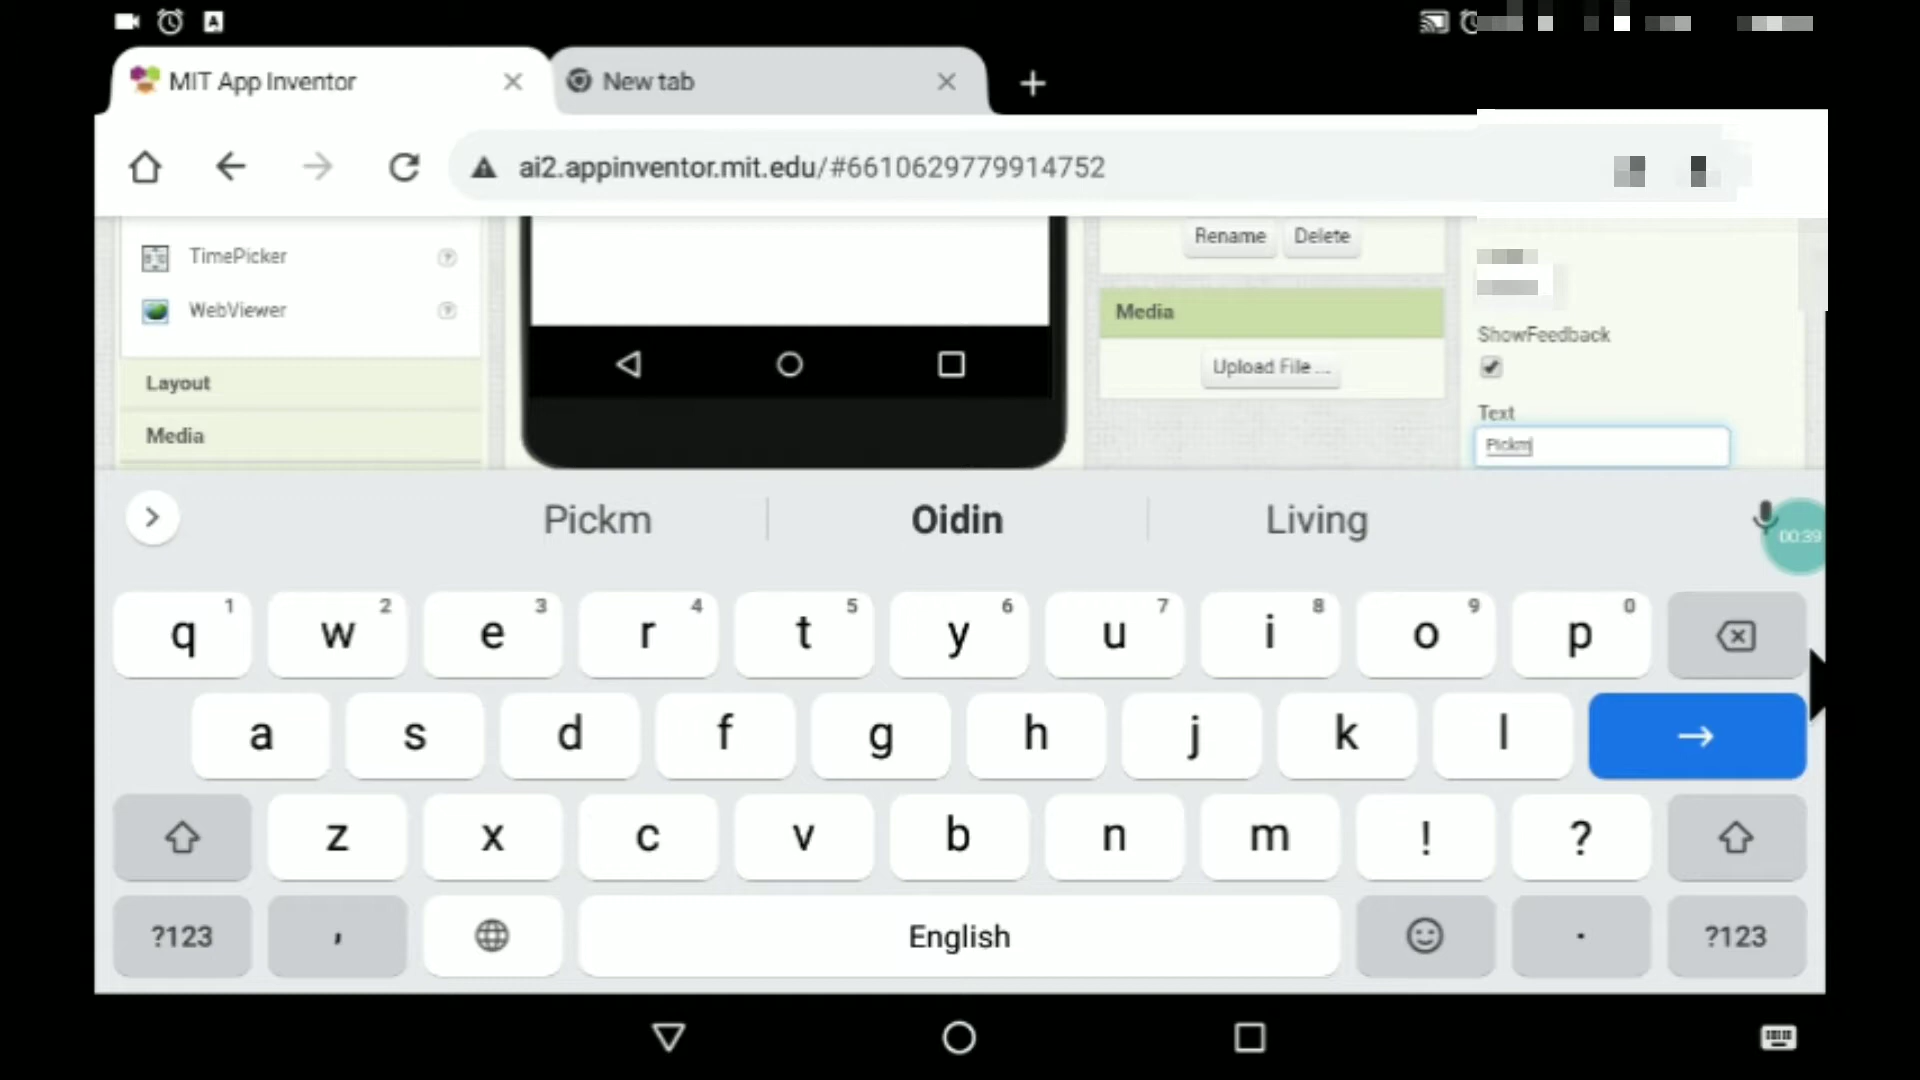 MIT App Inventor
New tab
ai2.appinventor.mit.edu/#6610629779914752
TimePicker
WebViewer
Layout
Media
Rename
Delete
Media
Upload File ...
ShowFeedback
Text
Pickm
Pickm
Oidin
Living
00:39
q 1 w 2 e 3 r 4 t 5 y 6 u 7 i 8 o 9 p 0
a s d f g h j k l
z x c v b n m ! ?
?123 , English . ?123